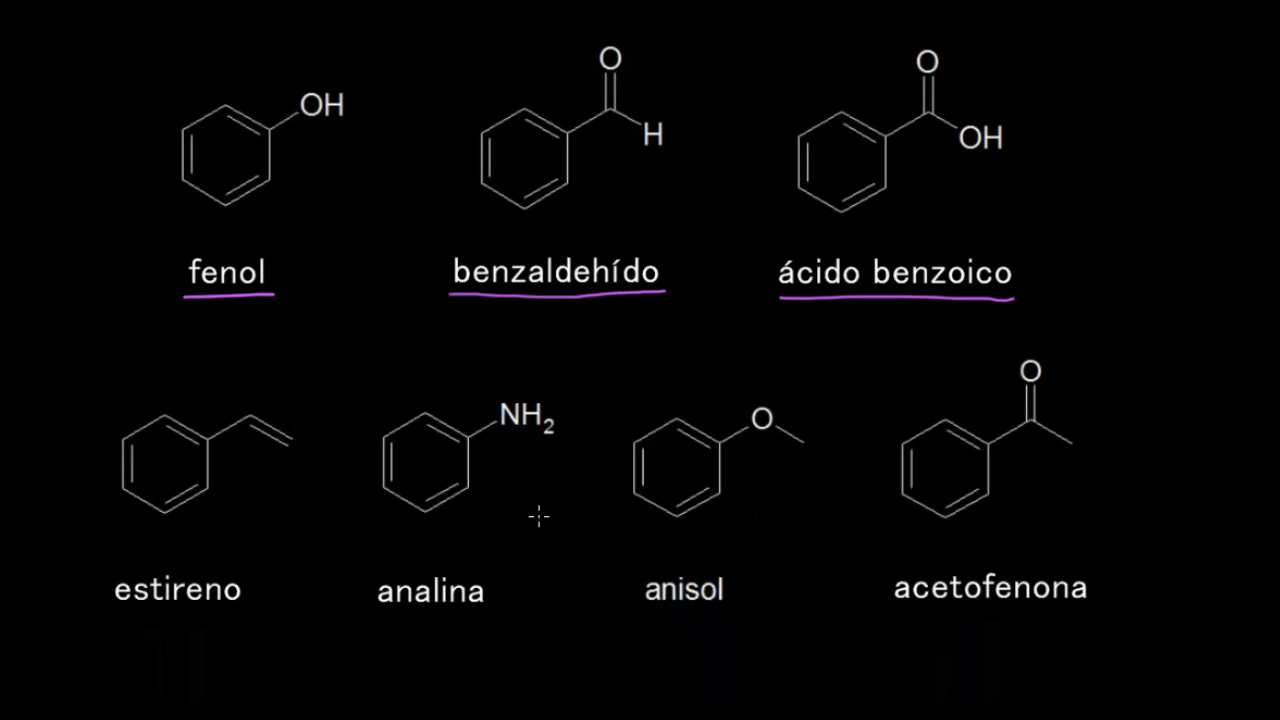 OH
O
H
O
OH
fenol
benzaldehído
ácido benzoico
NH2
O
O
estireno
analina
anisol
acetofenona